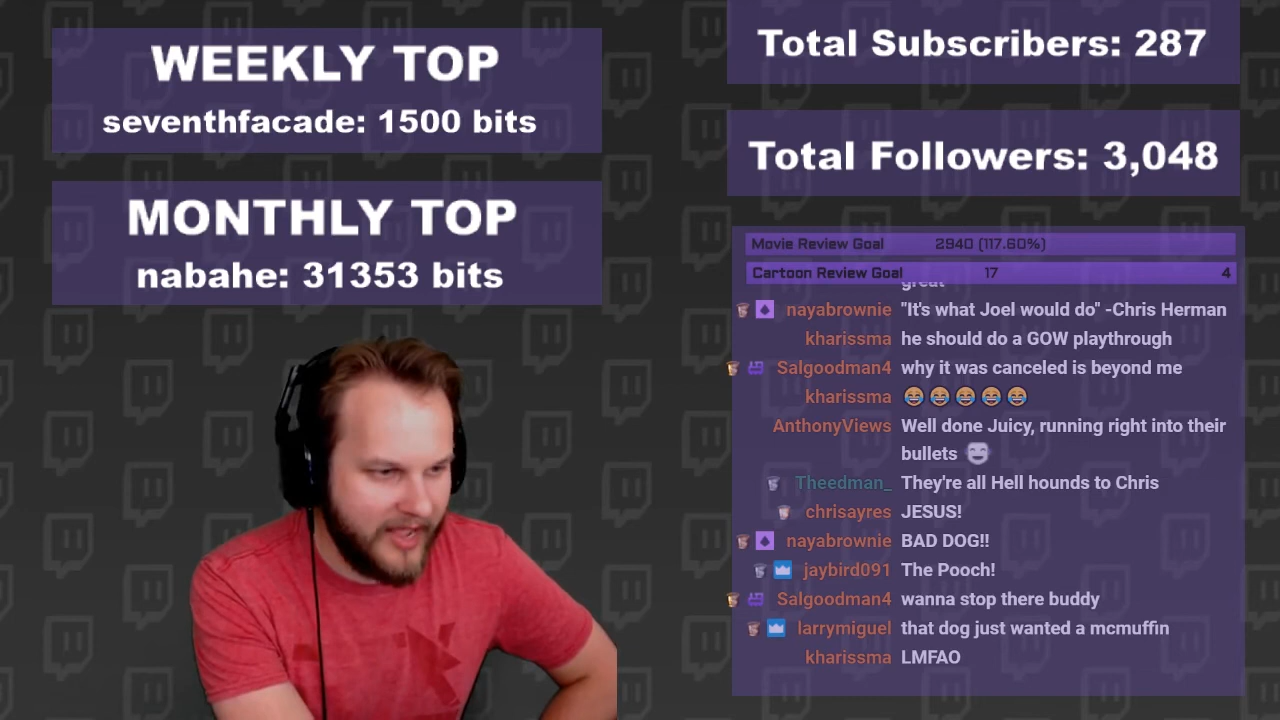 WEEKLY TOP
seventhfacade: 1500 bits
MONTHLY TOP
nabahe: 31353 bits
Total Subscribers: 287
Total Followers: 3,048
Movie Review Goal 2940 (117.60%)
Cartoon Review Goal 17 4
great
nayabrownie "It's what Joel would do" -Chris Herman
kharissma he should do a GOW playthrough
Salgoodman4 why it was canceled is beyond me
kharissma 😂😂😂😂😂
AnthonyViews Well done Juicy, running right into their
bullets
Theedman_ They're all Hell hounds to Chris
chrisayres JESUS!
nayabrownie BAD DOG!!
jaybird091 The Pooch!
Salgoodman4 wanna stop there buddy
larrymiguel that dog just wanted a mcmuffin
kharissma LMFAO